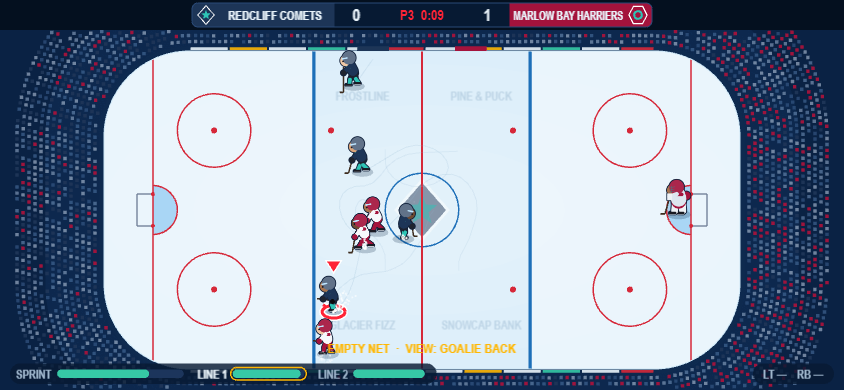 REDCLIFF COMETS 0 P3 0:09 1 MARLOW BAY HARRIERS
FROSTLINE PINE & PUCK
GLACIER FIZZ SNOWCAP BANK
EMPTY NET · VIEW: GOALIE BACK
SPRINT LINE 1 LINE 2 LT — RB —